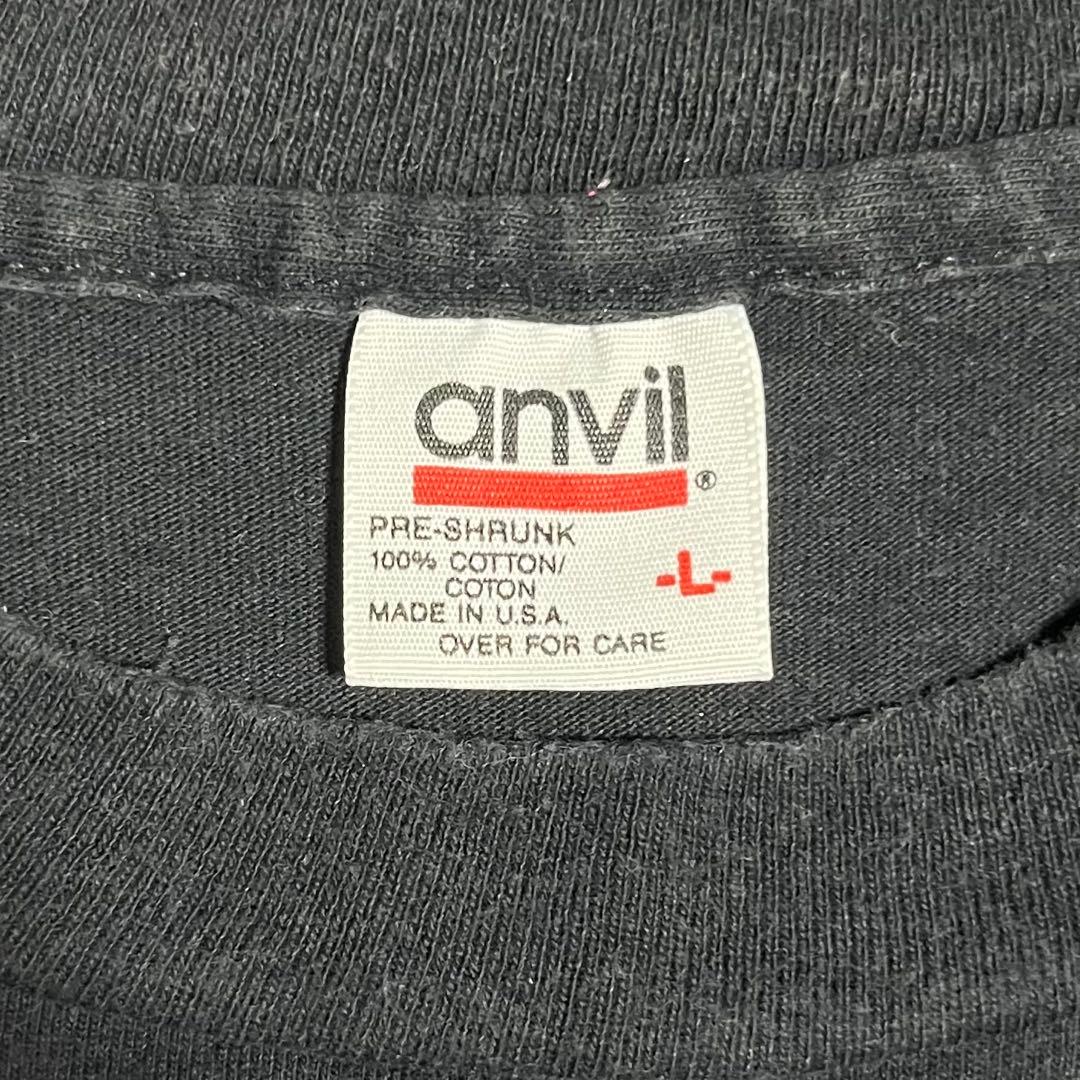 anvil®
PRE-SHRUNK
100% COTTON/
COTON
-L-
MADE IN U.S.A.
OVER FOR CARE